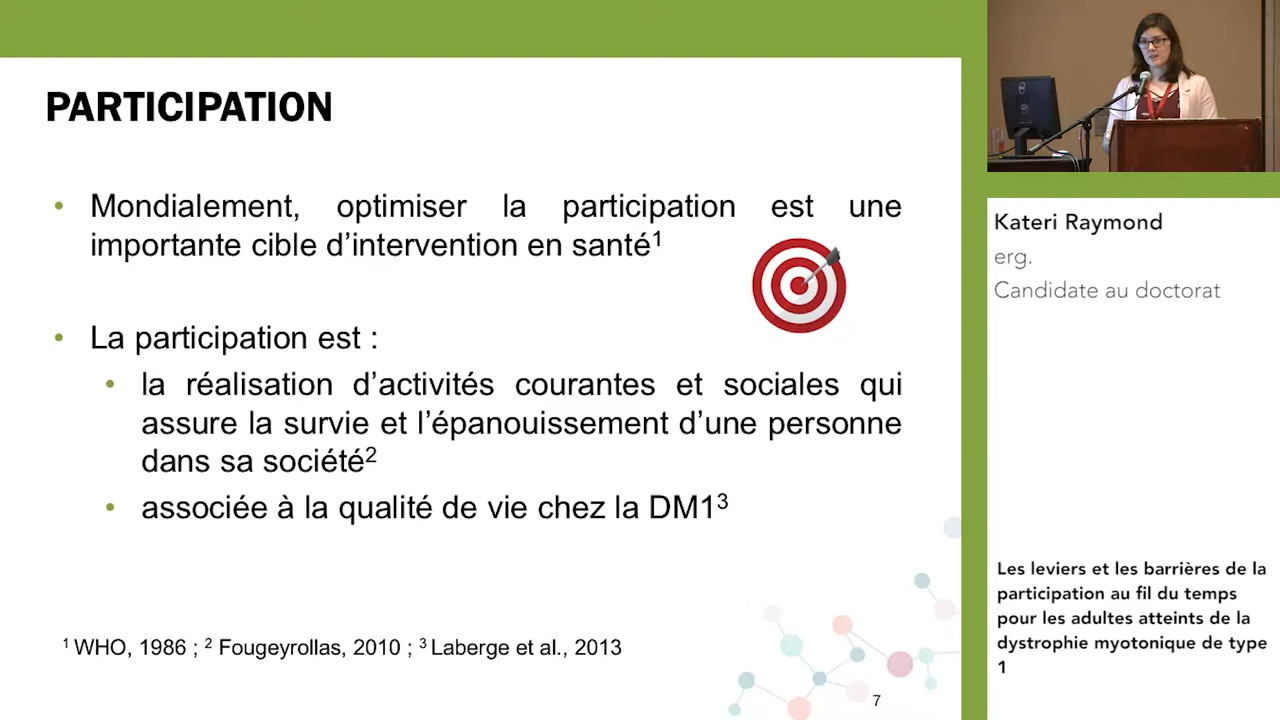 PARTICIPATION
• Mondialement, optimiser la participation est une
importante cible d’intervention en santé¹
• La participation est :
• la réalisation d’activités courantes et sociales qui
assure la survie et l’épanouissement d’une personne
dans sa société²
• associée à la qualité de vie chez la DM1³
¹ WHO, 1986 ; ² Fougeyrollas, 2010 ; ³ Laberge et al., 2013
7
Kateri Raymond
erg.
Candidate au doctorat
Les leviers et les barrières de la
participation au fil du temps
pour les adultes atteints de la
dystrophie myotonique de type
1